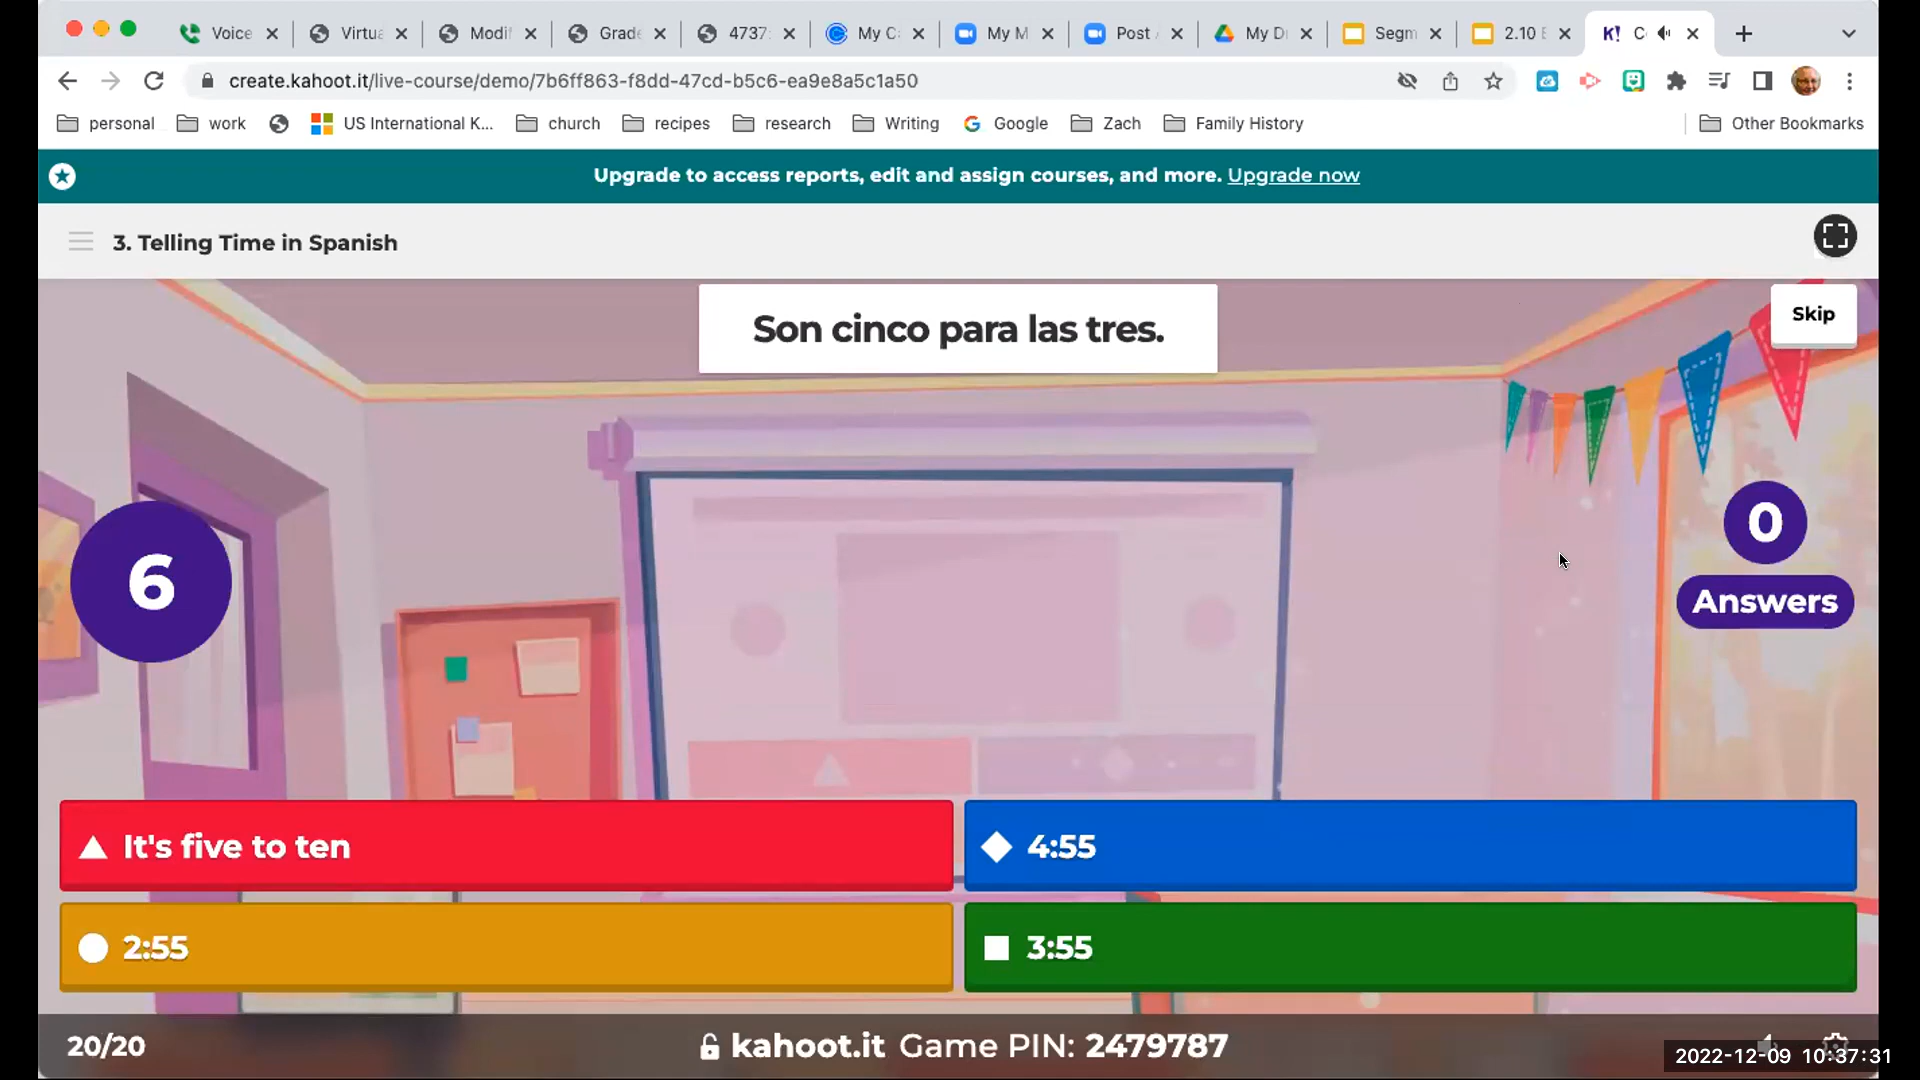 Voice
Virtua
Modif
Grade
4737
My Ca
My M
Post
My Dr
Segm
2.10 E
K! C
create.kahoot.it/live-course/demo/7b6ff863-f8dd-47cd-b5c6-ea9e8a5c1a50
personal
work
US International K...
church
recipes
research
Writing
Google
Zach
Family History
Other Bookmarks
Upgrade to access reports, edit and assign courses, and more. Upgrade now
3. Telling Time in Spanish
Son cinco para las tres.
Skip
6
0
Answers
It's five to ten
4:55
2:55
3:55
20/20
kahoot.it Game PIN: 2479787
2022-12-09 10:37:31